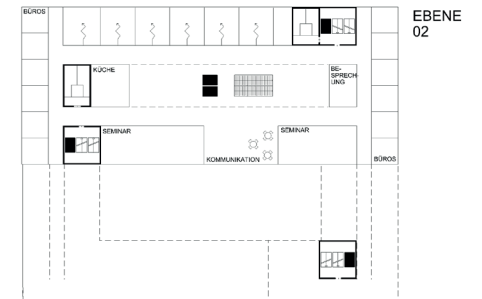 BÜROS
EBENE
02
KÜCHE
BE-
SPRECH-
UNG
SEMINAR
SEMINAR
KOMMUNIKATION
BÜROS